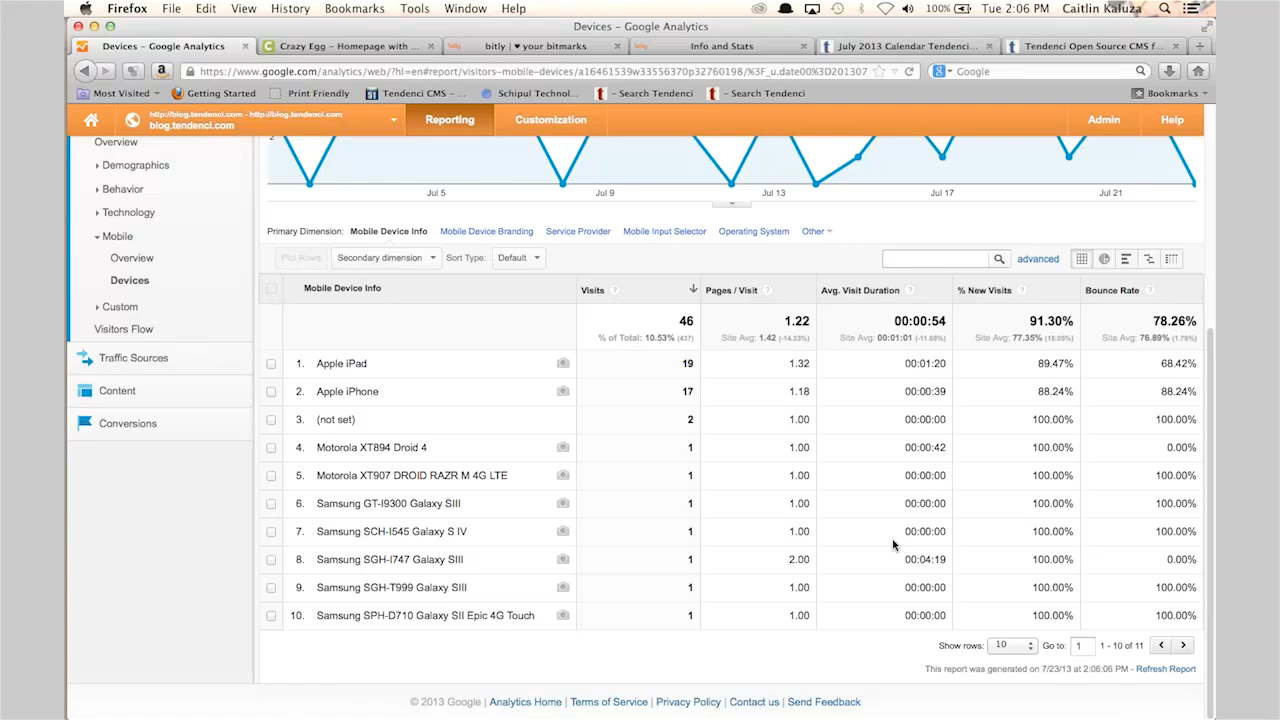 Firefox File Edit View History Bookmarks Tools Window Help 100% Tue 2:06 PM Caitlin Kaluza
Devices - Google Analytics
Devices – Google Analytics Crazy Egg – Homepage with ... bitly | ♥ your bitmarks Info and Stats July 2013 Calendar Tendenci... Tendenci Open Source CMS f...
https://www.google.com/analytics/web/?hl=en#report/visitors-mobile-devices/a16461539w33556370p32760198/%3F_u.date00%3D201307 Google
Most Visited Getting Started Print Friendly Tendenci CMS – ... Schipul Technol... – Search Tendenci – Search Tendenci Bookmarks
http://blog.tendenci.com - http://blog.tendenci.com
blog.tendenci.com
Reporting Customization Admin Help
Overview
Demographics
Behavior
Technology
Mobile
Overview
Devices
Custom
Visitors Flow
Traffic Sources
Content
Conversions
2
Jul 5 Jul 9 Jul 13 Jul 17 Jul 21
Primary Dimension: Mobile Device Info Mobile Device Branding Service Provider Mobile Input Selector Operating System Other
Plot Rows Secondary dimension Sort Type: Default advanced
Mobile Device Info Visits ? Pages / Visit ? Avg. Visit Duration ? % New Visits ? Bounce Rate ?
46 1.22 00:00:54 91.30% 78.26%
% of Total: 10.53% (437) Site Avg: 1.42 (-14.33%) Site Avg: 00:01:01 (-11.68%) Site Avg: 77.35% (18.05%) Site Avg: 76.89% (1.79%)
1. Apple iPad 19 1.32 00:01:20 89.47% 68.42%
2. Apple iPhone 17 1.18 00:00:39 88.24% 88.24%
3. (not set) 2 1.00 00:00:00 100.00% 100.00%
4. Motorola XT894 Droid 4 1 1.00 00:00:42 100.00% 0.00%
5. Motorola XT907 DROID RAZR M 4G LTE 1 1.00 00:00:00 100.00% 100.00%
6. Samsung GT-I9300 Galaxy SIII 1 1.00 00:00:00 100.00% 100.00%
7. Samsung SCH-I545 Galaxy S IV 1 1.00 00:00:00 100.00% 100.00%
8. Samsung SGH-I747 Galaxy SIII 1 2.00 00:04:19 100.00% 0.00%
9. Samsung SGH-T999 Galaxy SIII 1 1.00 00:00:00 100.00% 100.00%
10. Samsung SPH-D710 Galaxy SII Epic 4G Touch 1 1.00 00:00:00 100.00% 100.00%
Show rows: 10 Go to: 1 1 - 10 of 11
This report was generated on 7/23/13 at 2:06:06 PM - Refresh Report
© 2013 Google | Analytics Home | Terms of Service | Privacy Policy | Contact us | Send Feedback